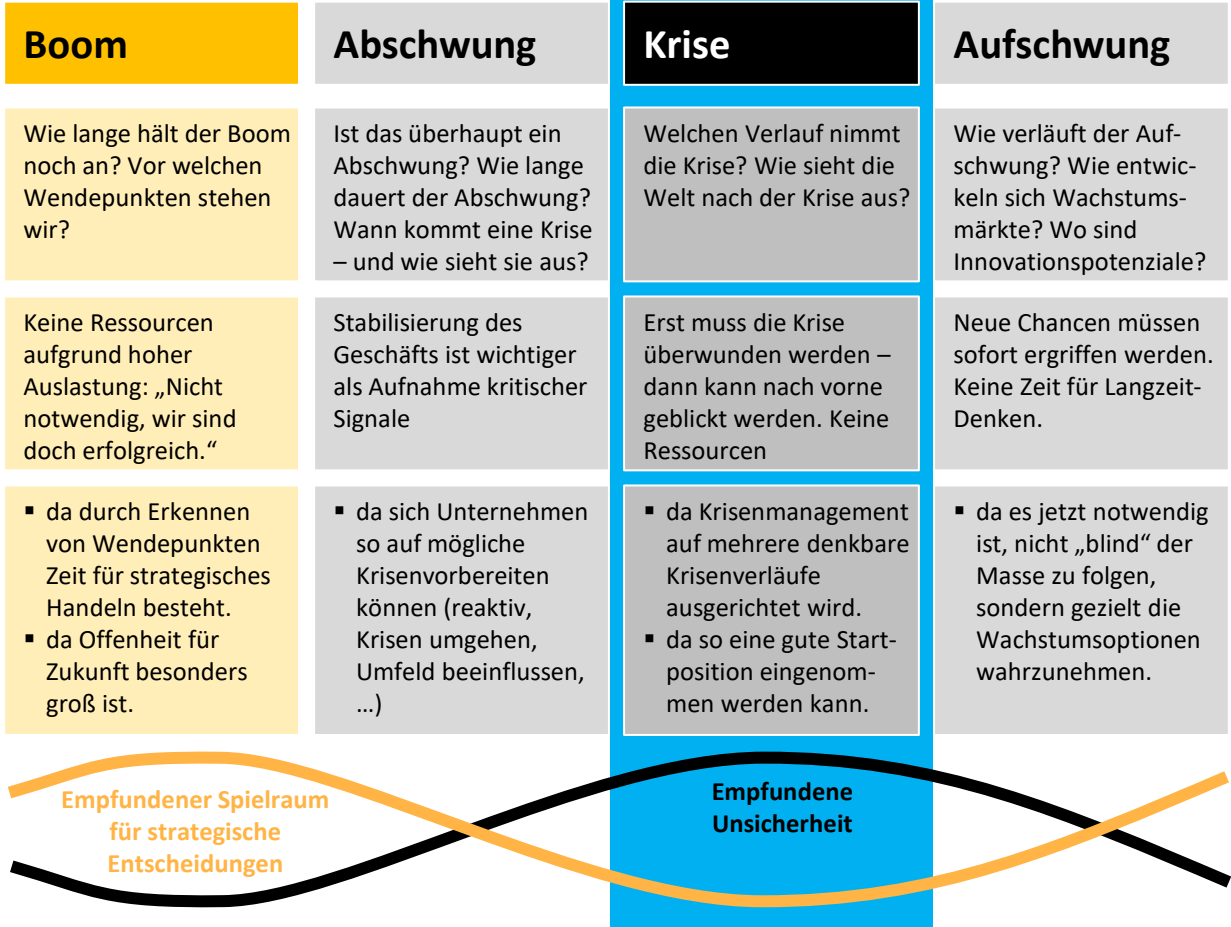 Boom
Abschwung
Krise
Aufschwung
Wie lange hält der Boom
noch an? Vor welchen
Wendepunkten stehen
wir?
Ist das überhaupt ein
Abschwung? Wie lange
dauert der Abschwung?
Wann kommt eine Krise
– und wie sieht sie aus?
Welchen Verlauf nimmt
die Krise? Wie sieht die
Welt nach der Krise aus?
Wie verläuft der Auf-
schwung? Wie entwic-
keln sich Wachstums-
märkte? Wo sind
Innovationspotenziale?
Keine Ressourcen
aufgrund hoher
Auslastung: „Nicht
notwendig, wir sind
doch erfolgreich.“
Stabilisierung des
Geschäfts ist wichtiger
als Aufnahme kritischer
Signale
Erst muss die Krise
überwunden werden –
dann kann nach vorne
geblickt werden. Keine
Ressourcen
Neue Chancen müssen
sofort ergriffen werden.
Keine Zeit für Langzeit-
Denken.
▪ da durch Erkennen
von Wendepunkten
Zeit für strategisches
Handeln besteht.
▪ da Offenheit für
Zukunft besonders
groß ist.
▪ da sich Unternehmen
so auf mögliche
Krisenvorbereiten
können (reaktiv,
Krisen umgehen,
Umfeld beeinflussen,
…)
▪ da Krisenmanagement
auf mehrere denkbare
Krisenverläufe
ausgerichtet wird.
▪ da so eine gute Start-
position eingenom-
men werden kann.
▪ da es jetzt notwendig
ist, nicht „blind“ der
Masse zu folgen,
sondern gezielt die
Wachstumsoptionen
wahrzunehmen.
Empfundener Spielraum
für strategische
Entscheidungen
Empfundene
Unsicherheit